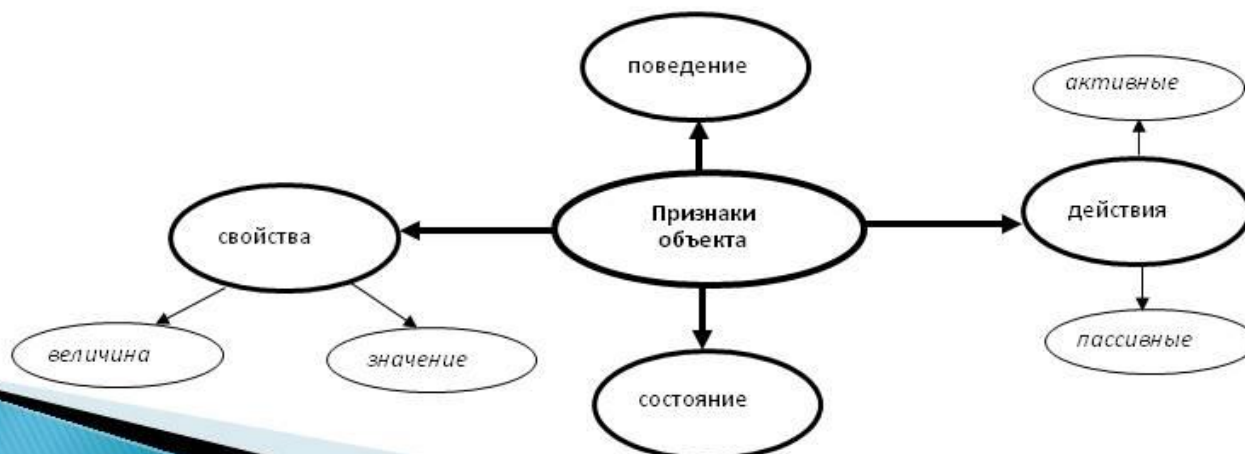 поведение
активные
Признаки
объекта
действия
свойства
величина
значение
пассивные
состояние